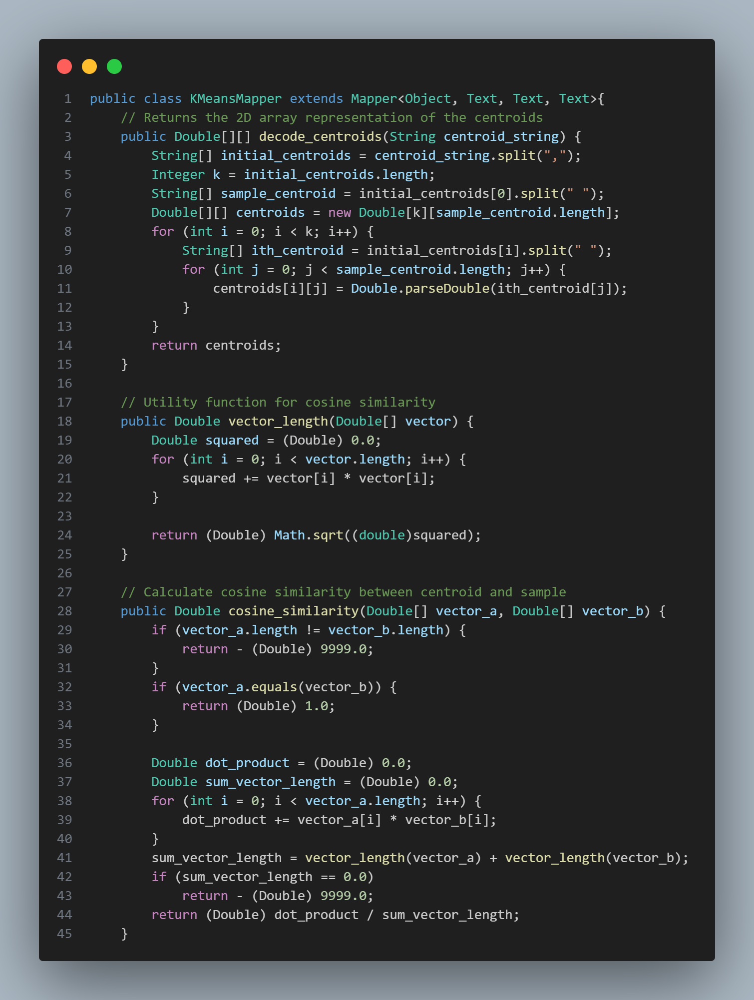 1 public class KMeansMapper extends Mapper<Object, Text, Text, Text>{
2     // Returns the 2D array representation of the centroids
3     public Double[][] decode_centroids(String centroid_string) {
4         String[] initial_centroids = centroid_string.split(",");
5         Integer k = initial_centroids.length;
6         String[] sample_centroid = initial_centroids[0].split(" ");
7         Double[][] centroids = new Double[k][sample_centroid.length];
8         for (int i = 0; i < k; i++) {
9             String[] ith_centroid = initial_centroids[i].split(" ");
10             for (int j = 0; j < sample_centroid.length; j++) {
11                 centroids[i][j] = Double.parseDouble(ith_centroid[j]);
12             }
13         }
14         return centroids;
15     }
16
17     // Utility function for cosine similarity
18     public Double vector_length(Double[] vector) {
19         Double squared = (Double) 0.0;
20         for (int i = 0; i < vector.length; i++) {
21             squared += vector[i] * vector[i];
22         }
23
24         return (Double) Math.sqrt((double)squared);
25     }
26
27     // Calculate cosine similarity between centroid and sample
28     public Double cosine_similarity(Double[] vector_a, Double[] vector_b) {
29         if (vector_a.length != vector_b.length) {
30             return - (Double) 9999.0;
31         }
32         if (vector_a.equals(vector_b)) {
33             return (Double) 1.0;
34         }
35
36         Double dot_product = (Double) 0.0;
37         Double sum_vector_length = (Double) 0.0;
38         for (int i = 0; i < vector_a.length; i++) {
39             dot_product += vector_a[i] * vector_b[i];
40         }
41         sum_vector_length = vector_length(vector_a) + vector_length(vector_b);
42         if (sum_vector_length == 0.0)
43             return - (Double) 9999.0;
44         return (Double) dot_product / sum_vector_length;
45     }